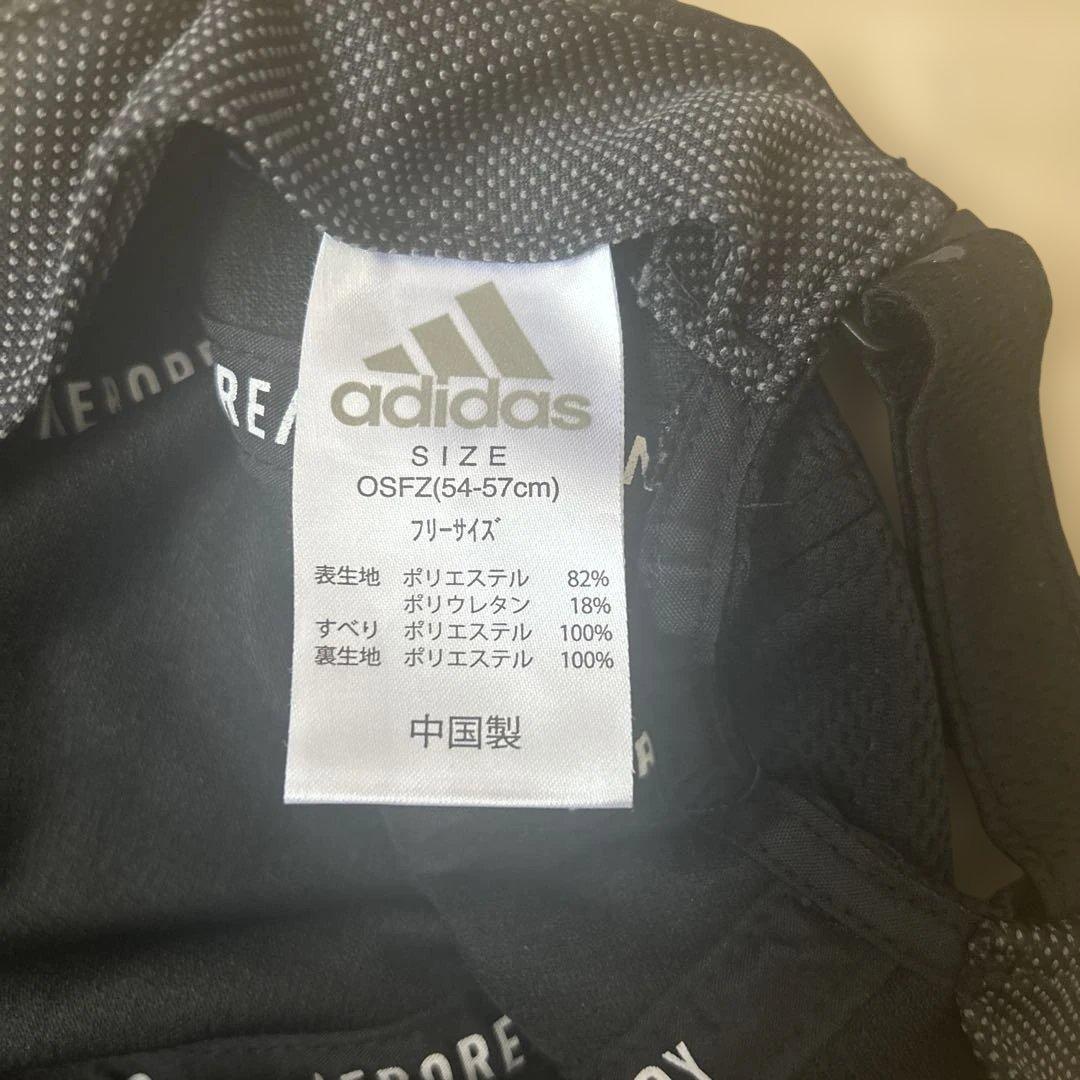 adidas
SIZE
OSFZ(54-57cm)
ﾌﾘｰｻｲｽﾞ
表生地 ポリエステル 82%
ポリウレタン 18%
すべり ポリエステル 100%
裏生地 ポリエステル 100%
中国製